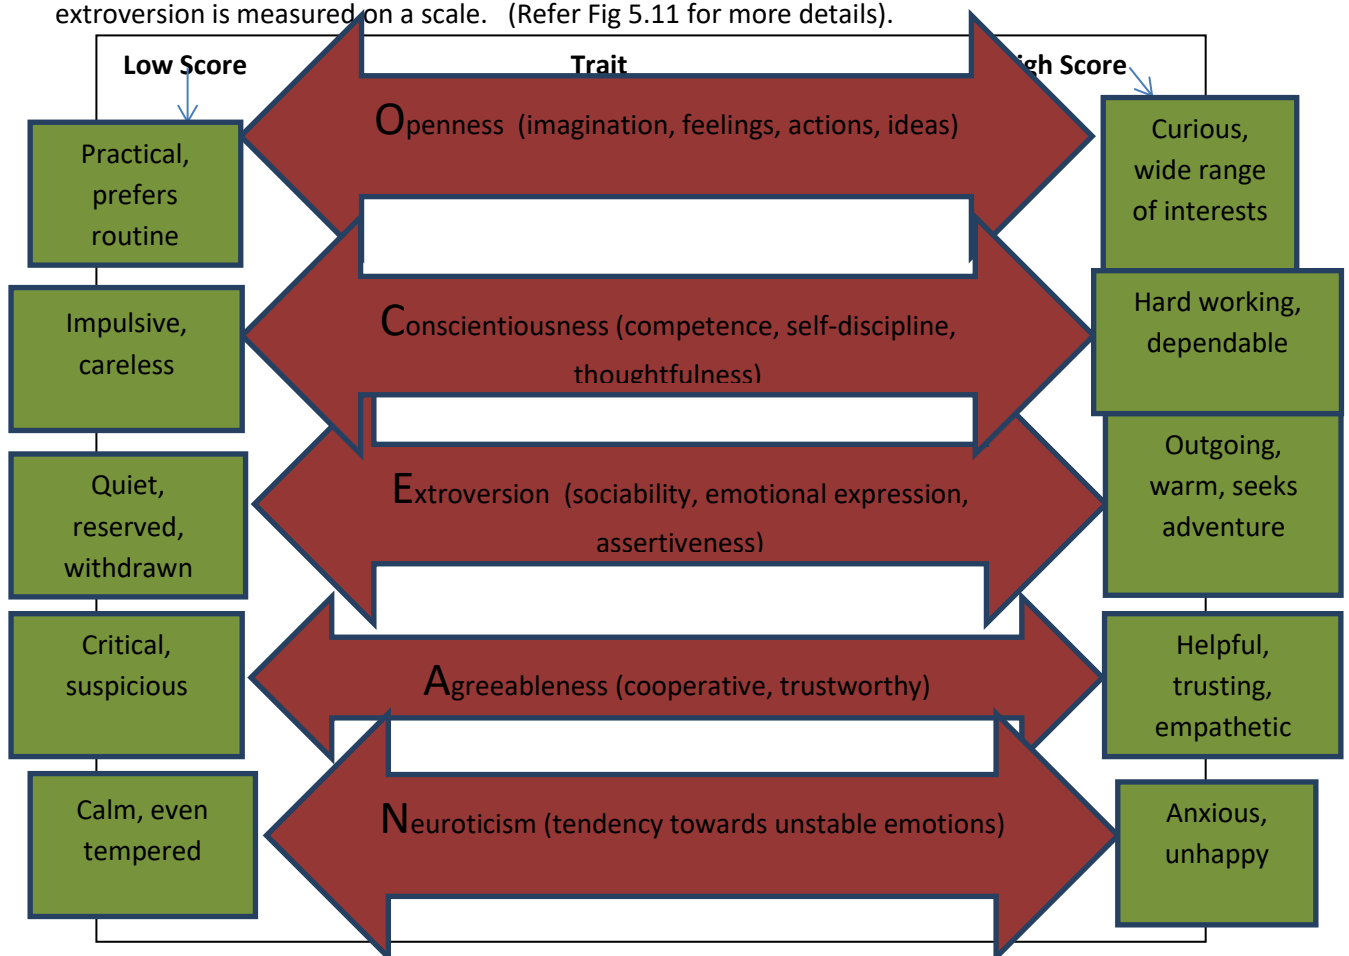 extroversion is measured on a scale. (Refer Fig 5.11 for more details).
Low Score Trait High Score
Openness (imagination, feelings, actions, ideas)
Practical,
prefers
routine
Curious,
wide range
of interests
Conscientiousness (competence, self-discipline,
thoughtfulness)
Impulsive,
careless
Hard working,
dependable
Extroversion (sociability, emotional expression,
assertiveness)
Quiet,
reserved,
withdrawn
Outgoing,
warm, seeks
adventure
Agreeableness (cooperative, trustworthy)
Critical,
suspicious
Helpful,
trusting,
empathetic
Neuroticism (tendency towards unstable emotions)
Calm, even
tempered
Anxious,
unhappy